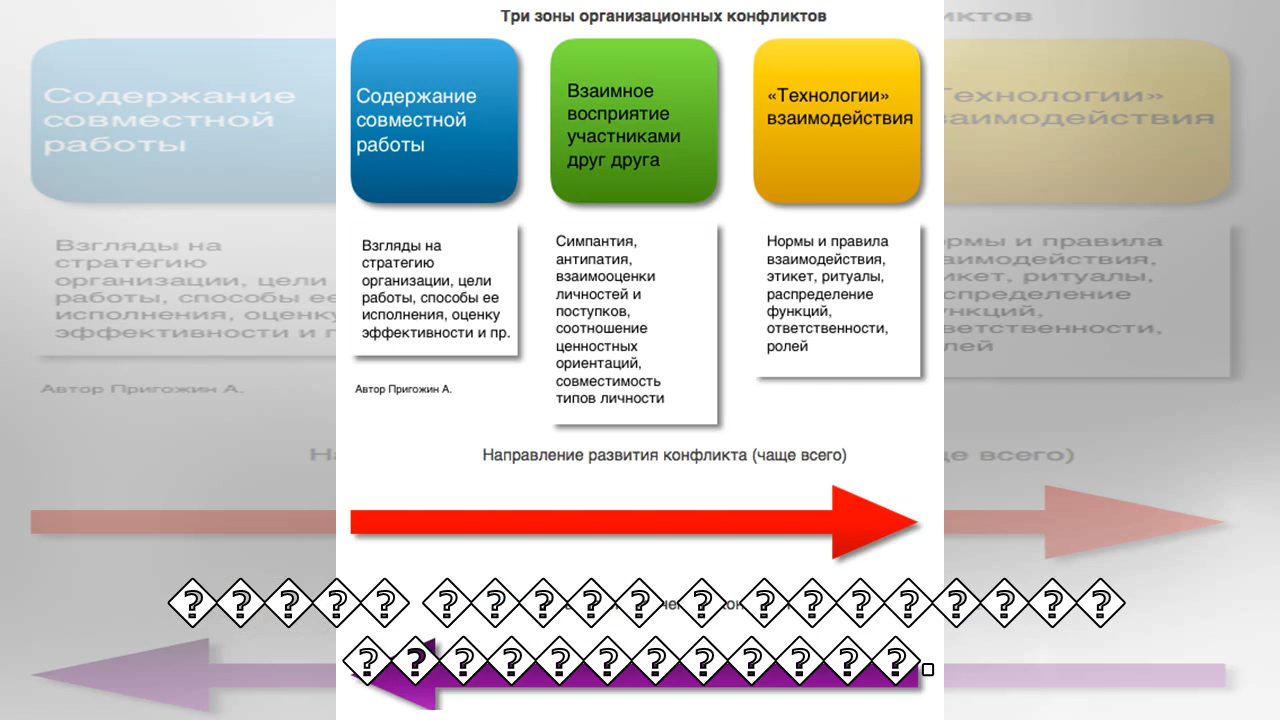 Три зоны организационных конфликтов
Содержание
совместной
работы
Взаимное
восприятие
участниками
друг друга
«Технологии»
взаимодействия
Взгляды на
стратегию
организации, цели
работы, способы ее
исполнения, оценку
эффективности и пр.
Симпантия,
антипатия,
взаимооценки
личностей и
поступков,
соотношение
ценностных
ориентаций,
совместимость
типов личности
Нормы и правила
взаимодействия,
этикет, ритуалы,
распределение
функций,
ответственности,
ролей
Автор Пригожин А.
Направление развития конфликта (чаще всего)